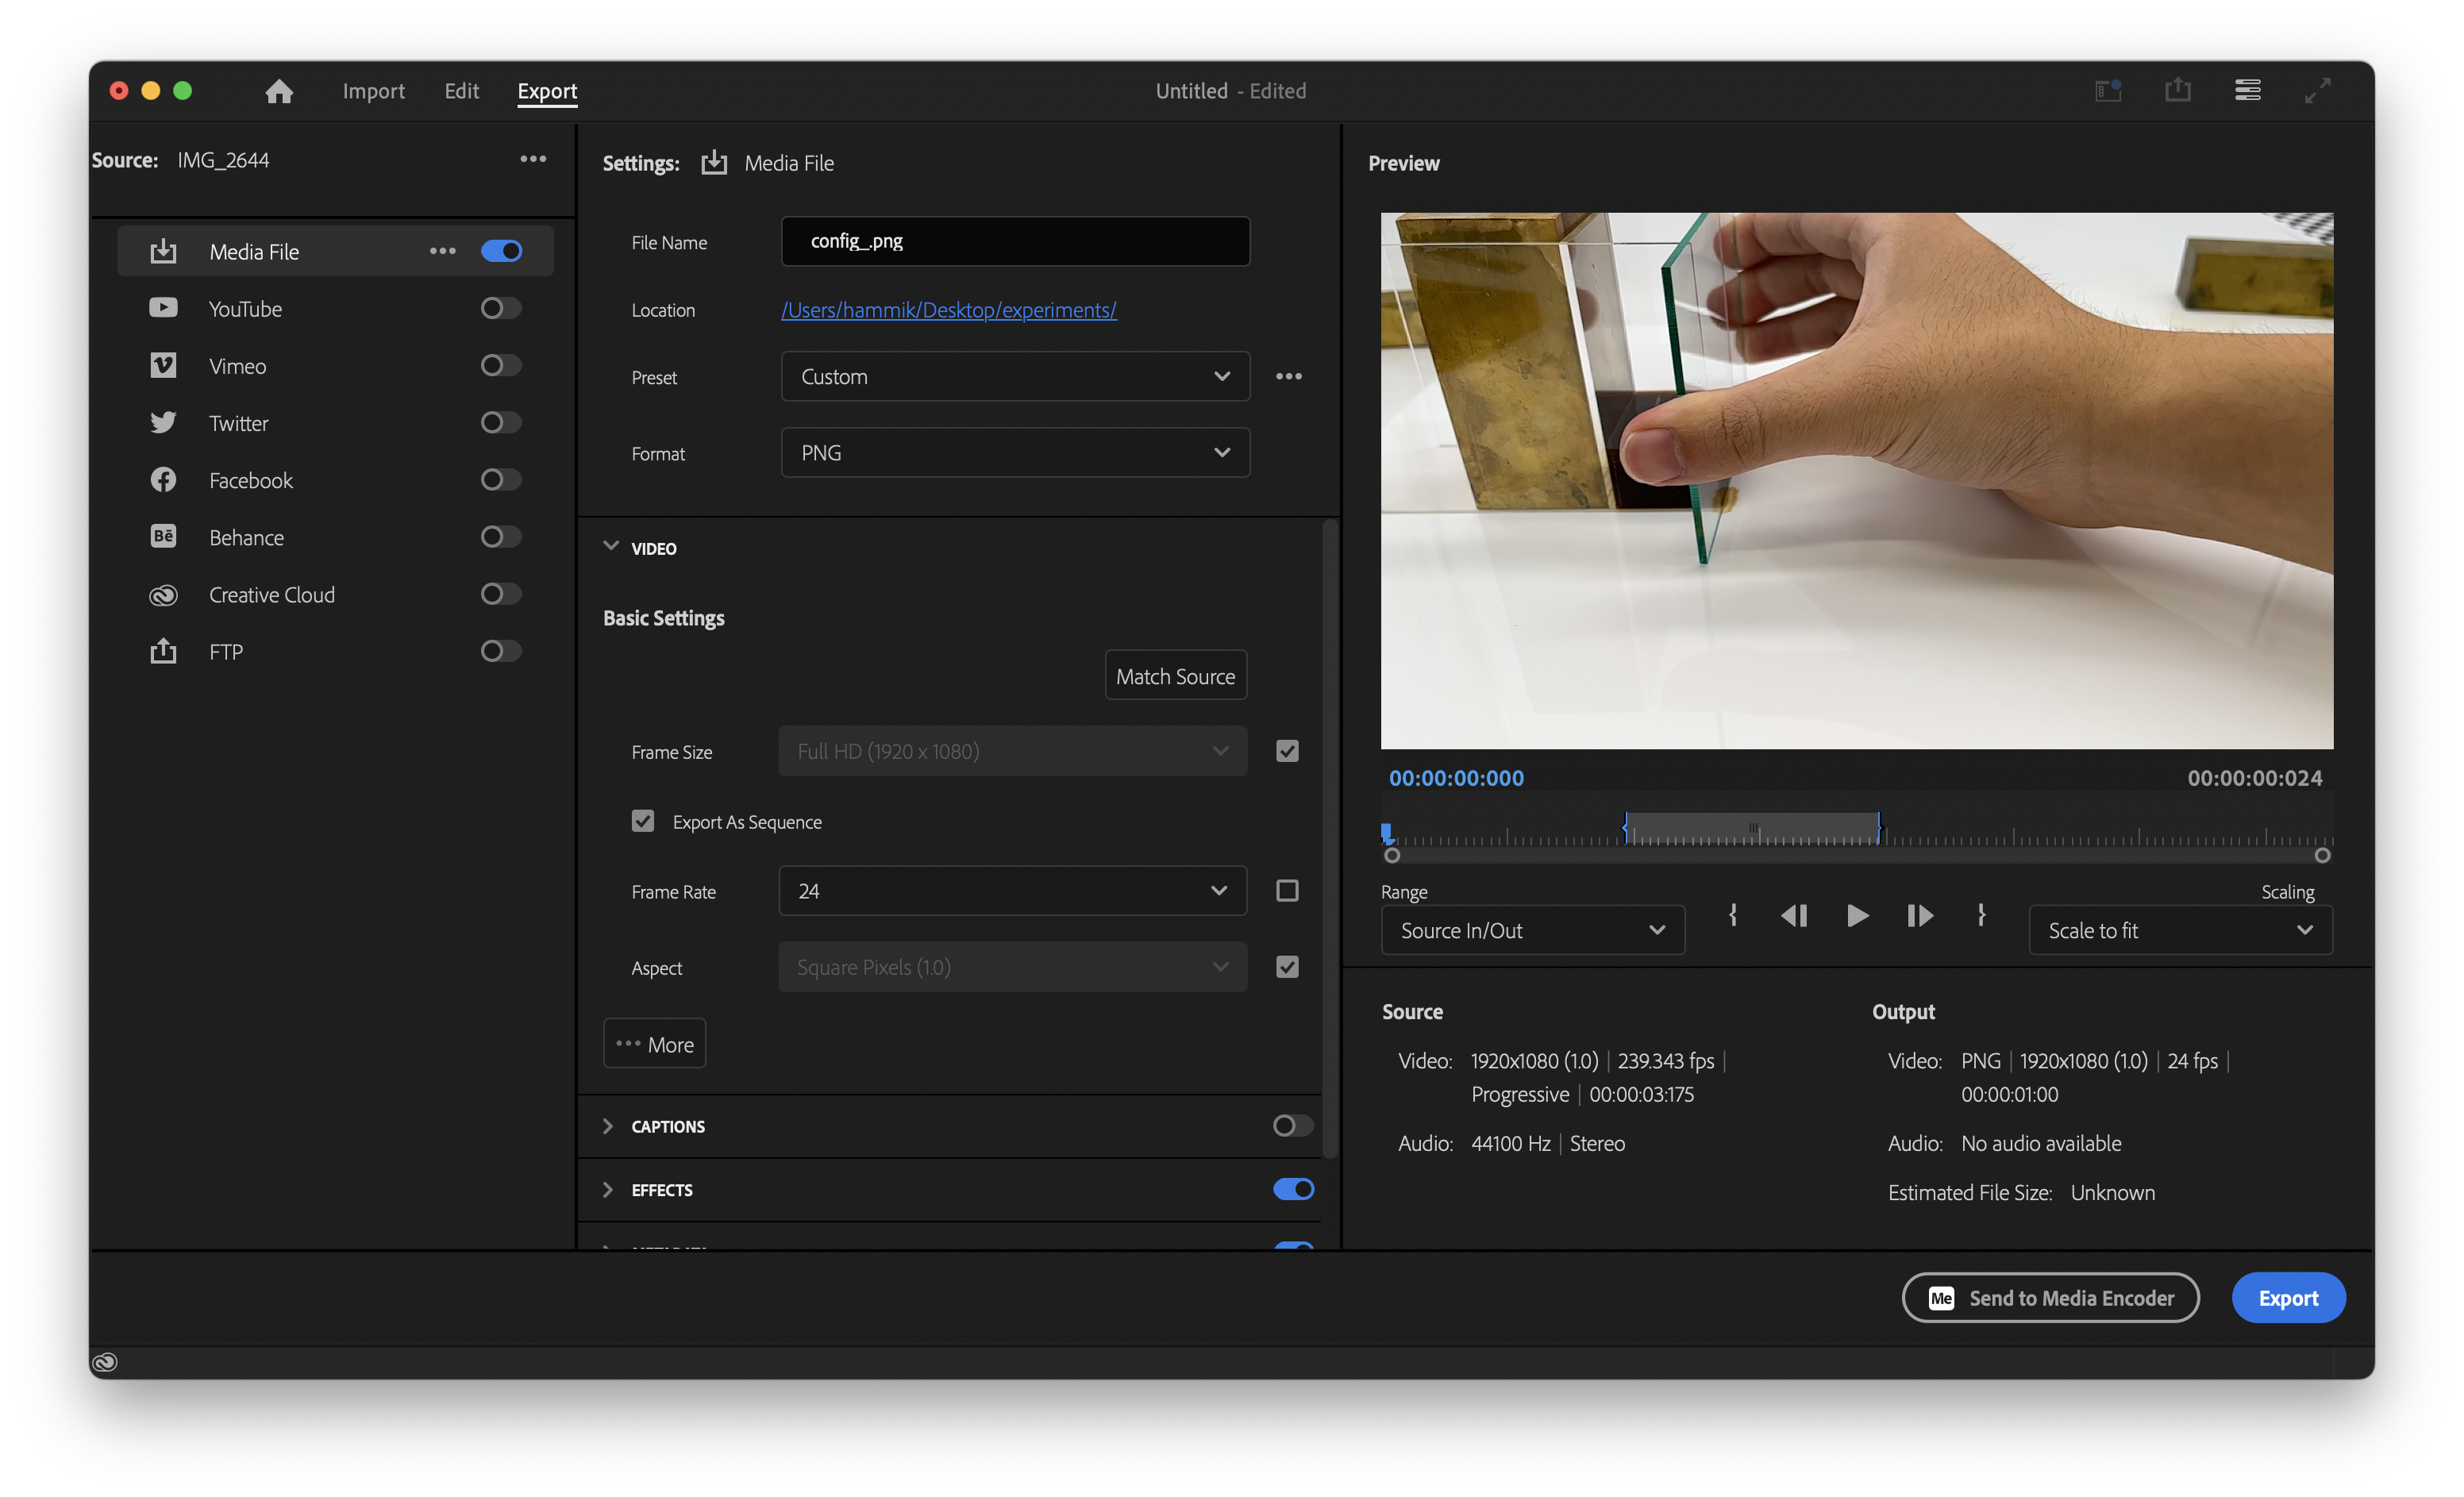 Import Edit Export
Untitled - Edited
Source: IMG_2644
Media File
YouTube
Vimeo
Twitter
Facebook
Bē Behance
Creative Cloud
FTP
Settings: Media File
File Name config_.png
Location /Users/hammik/Desktop/experiments/
Preset Custom
Format PNG
VIDEO
Basic Settings
Match Source
Frame Size Full HD (1920 x 1080)
Export As Sequence
Frame Rate 24
Aspect Square Pixels (1.0)
More
CAPTIONS
EFFECTS
METADATA
Preview
00:00:00:000 00:00:00:024
Range Scaling
Source In/Out { } Scale to fit
Source
Video: 1920x1080 (1.0) | 239.343 fps |
Progressive | 00:00:03:175
Audio: 44100 Hz | Stereo
Output
Video: PNG | 1920x1080 (1.0) | 24 fps |
00:00:01:00
Audio: No audio available
Estimated File Size: Unknown
Me Send to Media Encoder Export